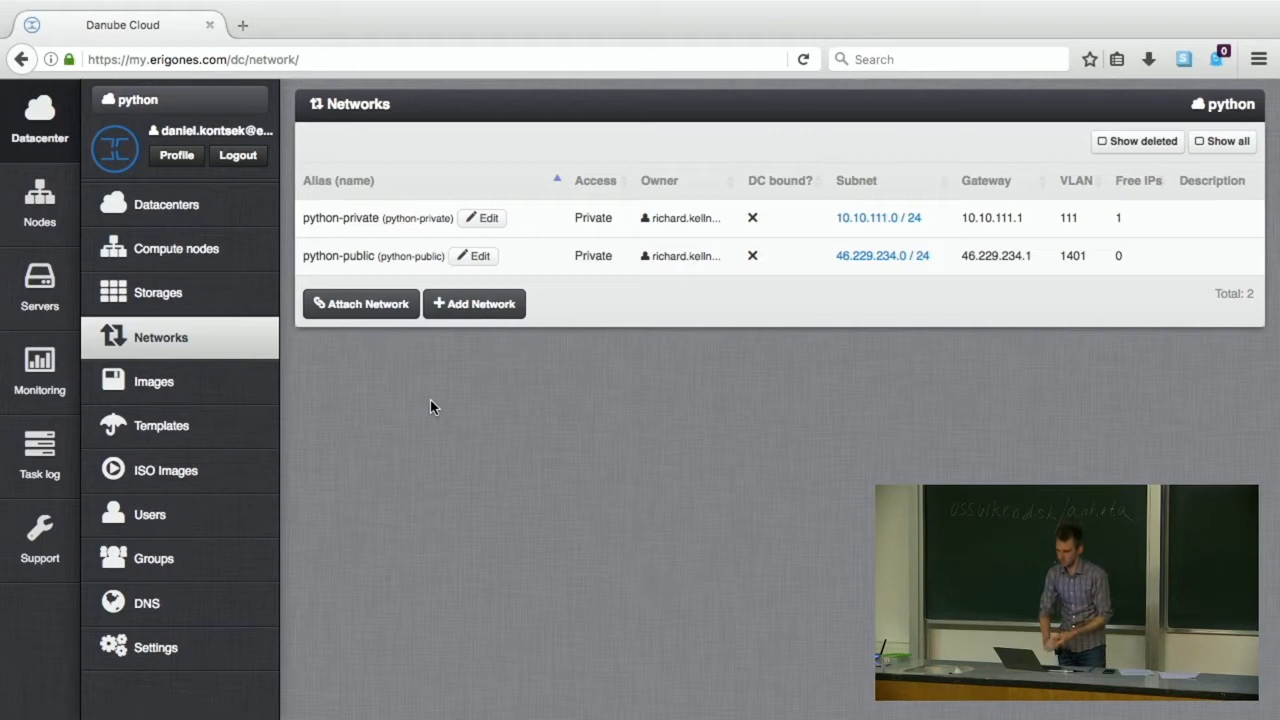 Danube Cloud
https://my.erigones.com/dc/network/
Search
0
Datacenter
Nodes
Servers
Monitoring
Task log
Support
python
daniel.kontsek@e...
Profile
Logout
Datacenters
Compute nodes
Storages
Networks
Images
Templates
ISO Images
Users
Groups
DNS
Settings
Networks
python
Show deleted
Show all
Alias (name) Access Owner DC bound? Subnet Gateway VLAN Free IPs Description
python-private (python-private) Edit Private richard.kelln... 10.10.111.0 / 24 10.10.111.1 111 1
python-public (python-public) Edit Private richard.kelln... 46.229.234.0 / 24 46.229.234.1 1401 0
Attach Network
Add Network
Total: 2